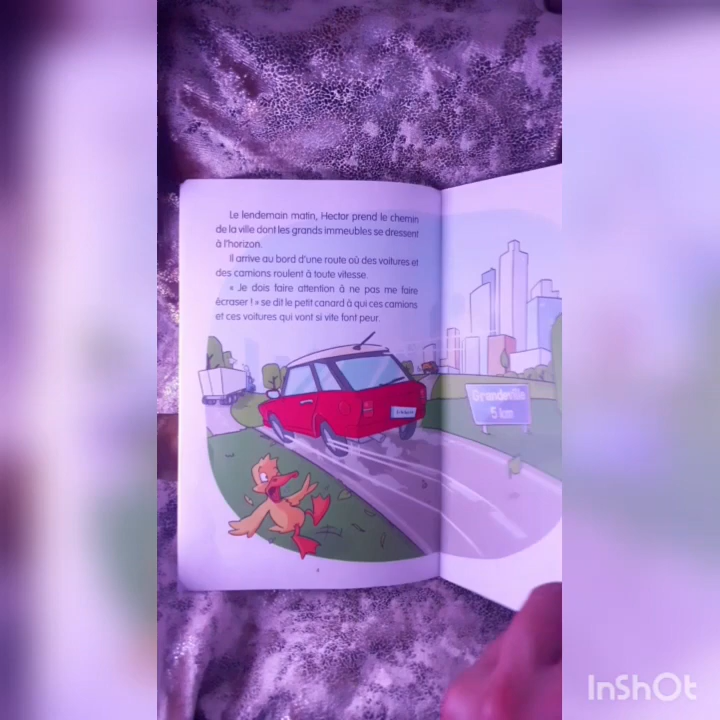 Le lendemain matin, Hector prend le chemin
de la ville dont les grands immeubles se dressent
à l'horizon.
Il arrive au bord d'une route où des voitures et
des camions roulent à toute vitesse.
« Je dois faire attention à ne pas me faire
écraser ! » se dit le petit canard à qui ces camions
et ces voitures qui vont si vite font peur.
Grandeville
5 km
InShOt